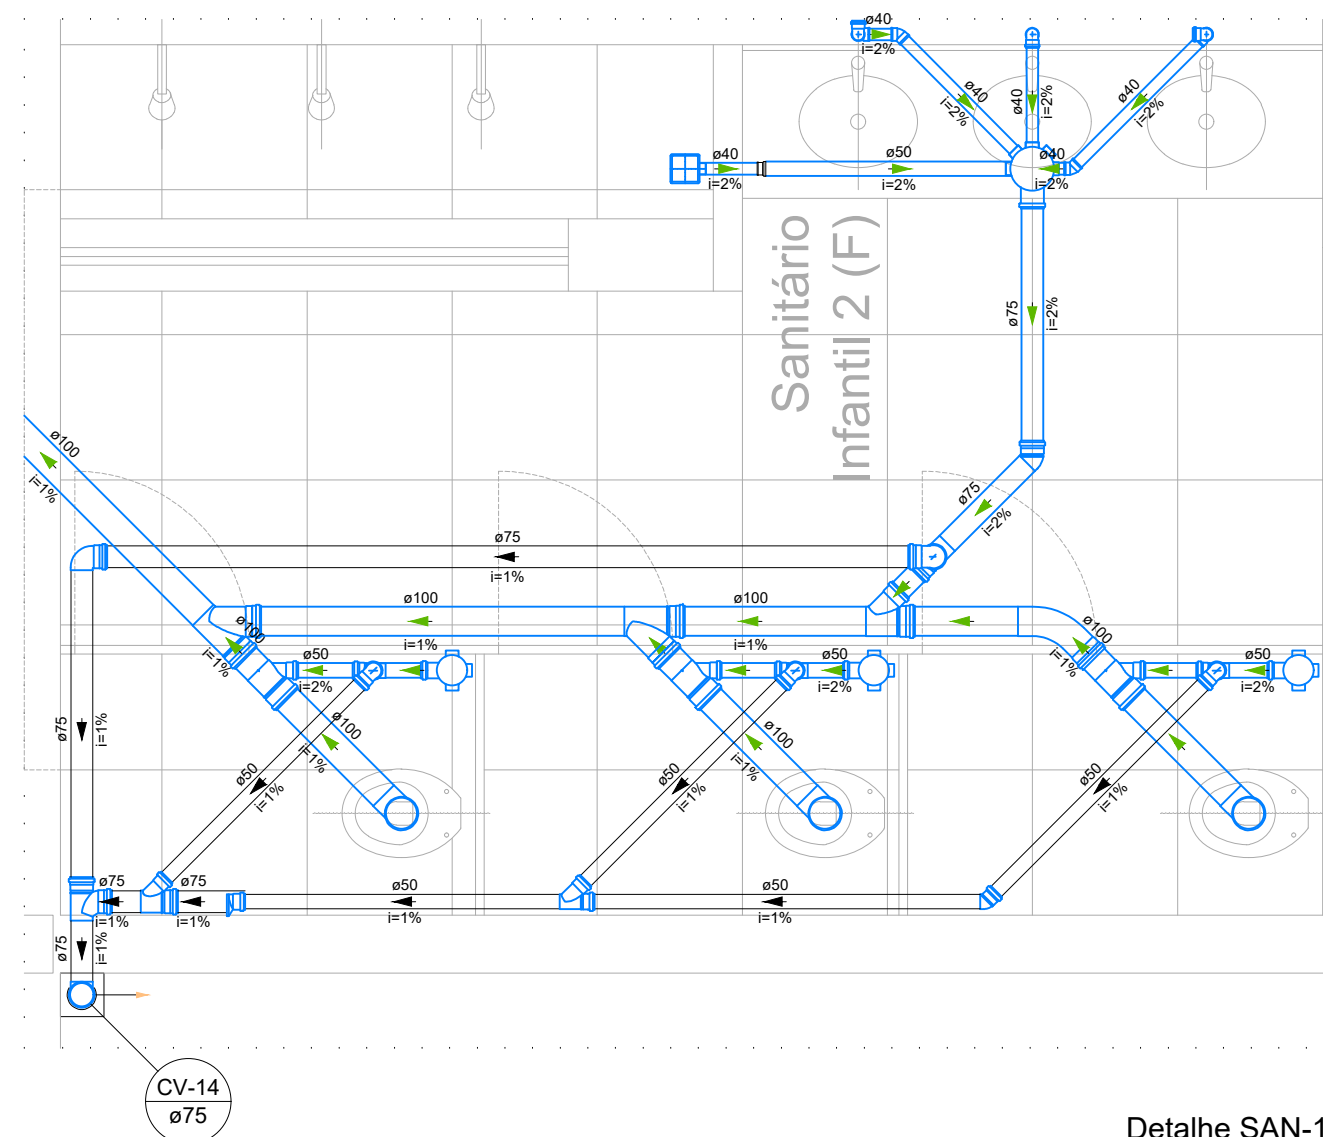 ø40
i=2%
ø40
i=2%
ø40
i=2%
ø40
i=2%
ø40
i=2%
ø50
i=2%
ø40
i=2%
Sanitário
Infantil 2 (F)
ø75
i=2%
ø100
i=1%
ø75
i=2%
ø75
i=1%
ø100
i=1%
ø100
i=1%
ø100
i=1%
ø100
i=1%
ø50
i=2%
ø50
i=2%
ø50
i=2%
ø75
i=1%
ø100
i=1%
ø100
i=1%
ø50
i=1%
ø50
i=1%
ø50
i=1%
ø75
i=1%
ø75
i=1%
ø50
i=1%
ø50
i=1%
ø75
i=1%
CV-14
ø75
Detalhe SAN-1